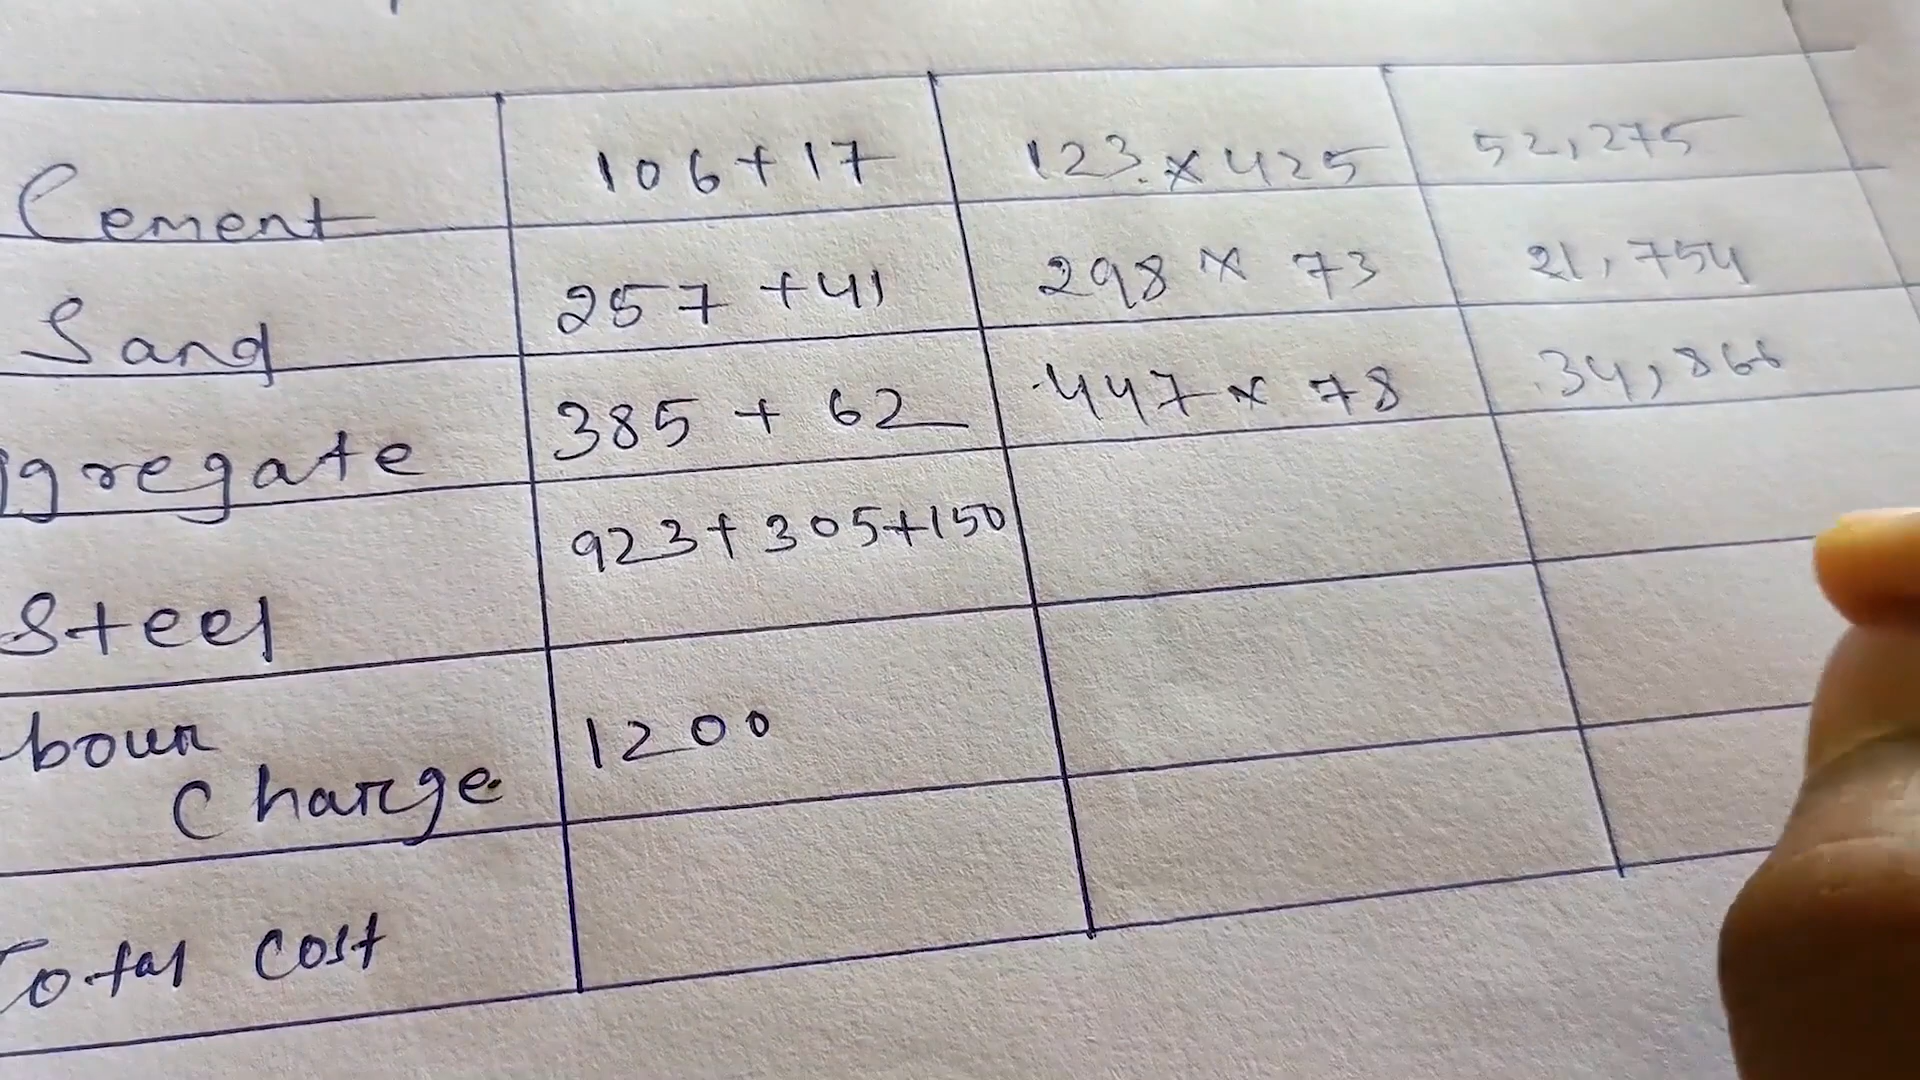 Cement 106+17 123 x 425 52,275
Sand 257 +41 298 x 73 21,754
ggregate 385 + 62 447 x 78 34,866
Steel 923+305+150
bour Charge 1200
Total cost